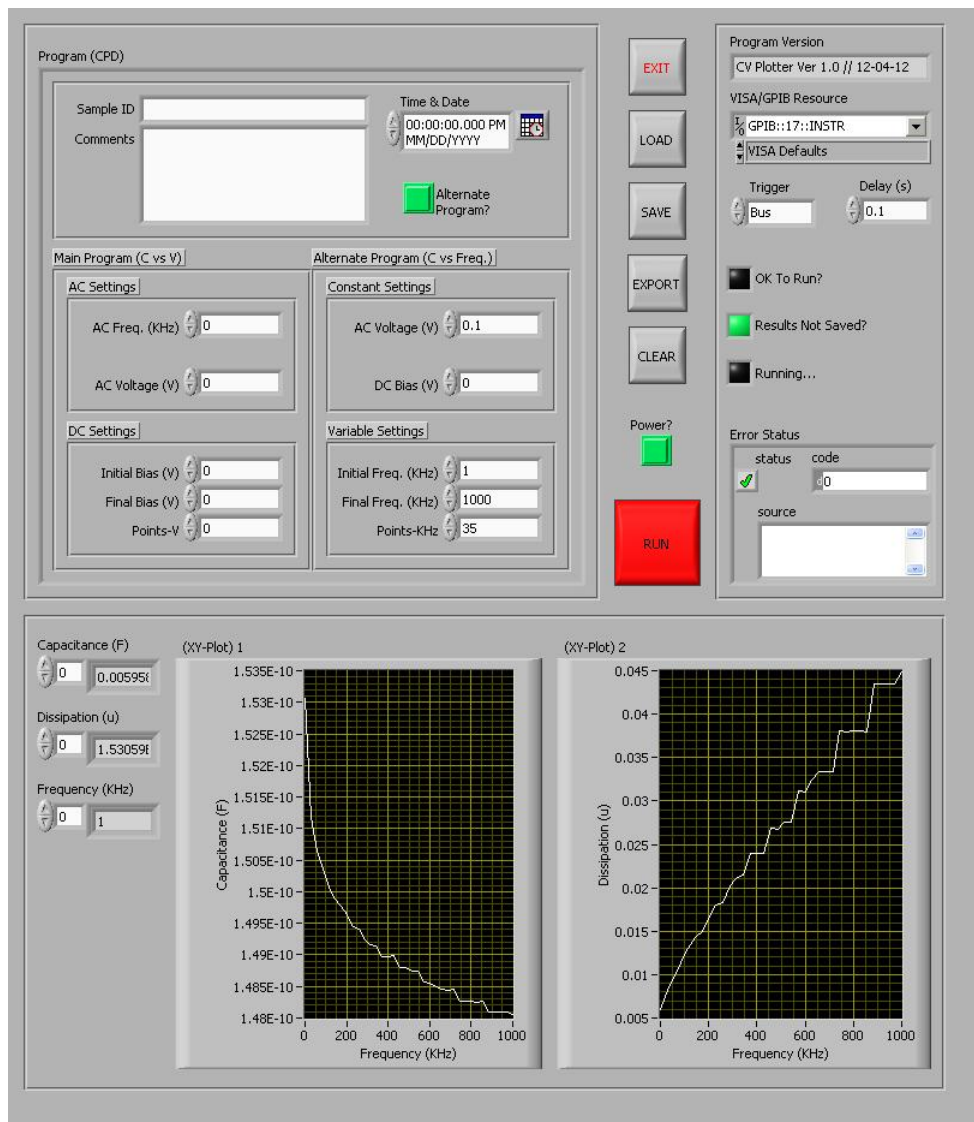 Program (CPD)
Sample ID
Comments
Time & Date
00:00:00.000 PM
MM/DD/YYYY
Alternate
Program?
Main Program (C vs V)
AC Settings
AC Freq. (KHz) 0
AC Voltage (V) 0
DC Settings
Initial Bias (V) 0
Final Bias (V) 0
Points-V 0
Alternate Program (C vs Freq.)
Constant Settings
AC Voltage (V) 0.1
DC Bias (V) 0
Variable Settings
Initial Freq. (KHz) 1
Final Freq. (KHz) 1000
Points-KHz 35
EXIT
LOAD
SAVE
EXPORT
CLEAR
Power?
RUN
Program Version
CV Plotter Ver 1.0 // 12-04-12
VISA/GPIB Resource
I/O GPIB::17::INSTR
VISA Defaults
Trigger
Bus
Delay (s)
0.1
OK To Run?
Results Not Saved?
Running...
Error Status
status
code
d0
source
Capacitance (F)
0 0.00595
Dissipation (u)
0 1.53059E
Frequency (KHz)
0 1
(XY-Plot) 1
1.535E-10
1.53E-10
1.525E-10
1.52E-10
1.515E-10
1.51E-10
1.505E-10
1.5E-10
1.495E-10
1.49E-10
1.485E-10
1.48E-10
Capacitance (F)
0 200 400 600 800 1000
Frequency (KHz)
(XY-Plot) 2
0.045
0.04
0.035
0.03
0.025
0.02
0.015
0.01
0.005
Dissipation (u)
0 200 400 600 800 1000
Frequency (KHz)